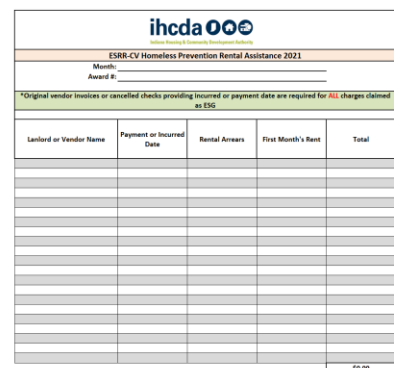 ihcda
Indiana Housing & Community Development Authority
ESRR-CV Homeless Prevention Rental Assistance 2021
Month:
Award #:
*Original vendor invoices or cancelled checks providing incurred or payment date are required for ALL charges claimed
as ESG
Lanlord or Vendor Name
Payment or Incurred
Date
Rental Arrears
First Month's Rent
Total
$0.00